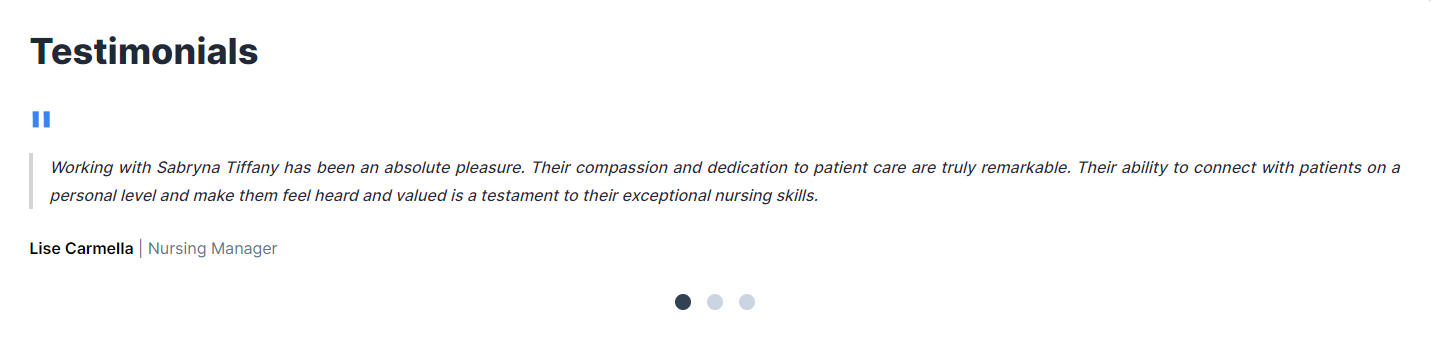 Testimonials
"
Working with Sabryna Tiffany has been an absolute pleasure. Their compassion and dedication to patient care are truly remarkable. Their ability to connect with patients on a
personal level and make them feel heard and valued is a testament to their exceptional nursing skills.
Lise Carmella | Nursing Manager